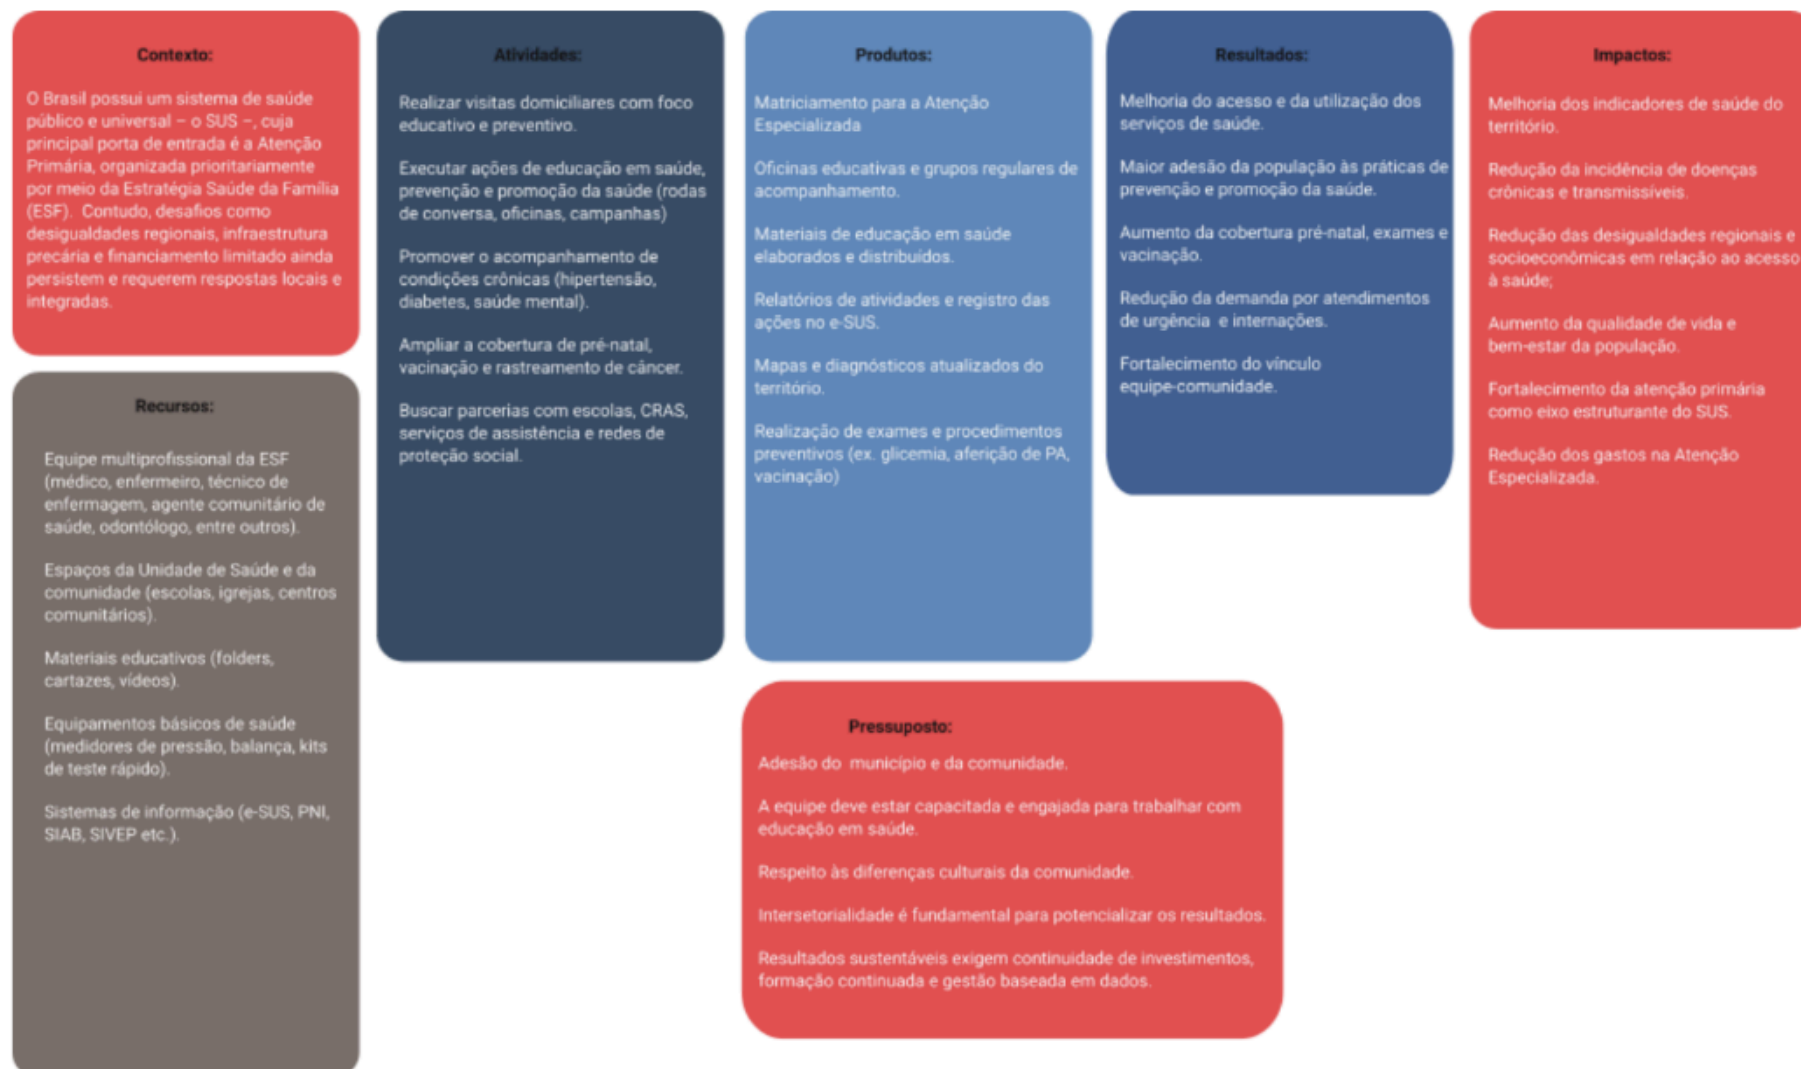 Contexto:
O Brasil possui um sistema de saúde
público e universal – o SUS –, cuja
principal porta de entrada é a Atenção
Primária, organizada prioritariamente
por meio da Estratégia Saúde da Família
(ESF).  Contudo, desafios como
desigualdades regionais, infraestrutura
precária e financiamento limitado ainda
persistem e requerem respostas locais e
integradas.
Recursos:
Equipe multiprofissional da ESF
(médico, enfermeiro, técnico de
enfermagem, agente comunitário de
saúde, odontólogo, entre outros).
Espaços da Unidade de Saúde e da
comunidade (escolas, igrejas, centros
comunitários).
Materiais educativos (folders,
cartazes, vídeos).
Equipamentos básicos de saúde
(medidores de pressão, balança, kits
de teste rápido).
Sistemas de informação (e-SUS, PNI,
SIAB, SIVEP etc.).
Atividades:
Realizar visitas domiciliares com foco
educativo e preventivo.
Executar ações de educação em saúde,
prevenção e promoção da saúde (rodas
de conversa, oficinas, campanhas)
Promover o acompanhamento de
condições crônicas (hipertensão,
diabetes, saúde mental).
Ampliar a cobertura de pré-natal,
vacinação e rastreamento de câncer.
Buscar parcerias com escolas, CRAS,
serviços de assistência e redes de
proteção social.
Produtos:
Matriciamento para a Atenção
Especializada
Oficinas educativas e grupos regulares de
acompanhamento.
Materiais de educação em saúde
elaborados e distribuídos.
Relatórios de atividades e registro das
ações no e-SUS.
Mapas e diagnósticos atualizados do
território.
Realização de exames e procedimentos
preventivos (ex. glicemia, aferição de PA,
vacinação)
Resultados:
Melhoria do acesso e da utilização dos
serviços de saúde.
Maior adesão da população às práticas de
prevenção e promoção da saúde.
Aumento da cobertura pré-natal, exames e
vacinação.
Redução da demanda por atendimentos
de urgência  e internações.
Fortalecimento do vínculo
equipe-comunidade.
Impactos:
Melhoria dos indicadores de saúde do
território.
Redução da incidência de doenças
crônicas e transmissíveis.
Redução das desigualdades regionais e
socioeconômicas em relação ao acesso
à saúde;
Aumento da qualidade de vida e
bem-estar da população.
Fortalecimento da atenção primária
como eixo estruturante do SUS.
Redução dos gastos na Atenção
Especializada.
Pressuposto:
Adesão do  município e da comunidade.
A equipe deve estar capacitada e engajada para trabalhar com
educação em saúde.
Respeito às diferenças culturais da comunidade.
Intersetorialidade é fundamental para potencializar os resultados.
Resultados sustentáveis exigem continuidade de investimentos,
formação continuada e gestão baseada em dados.